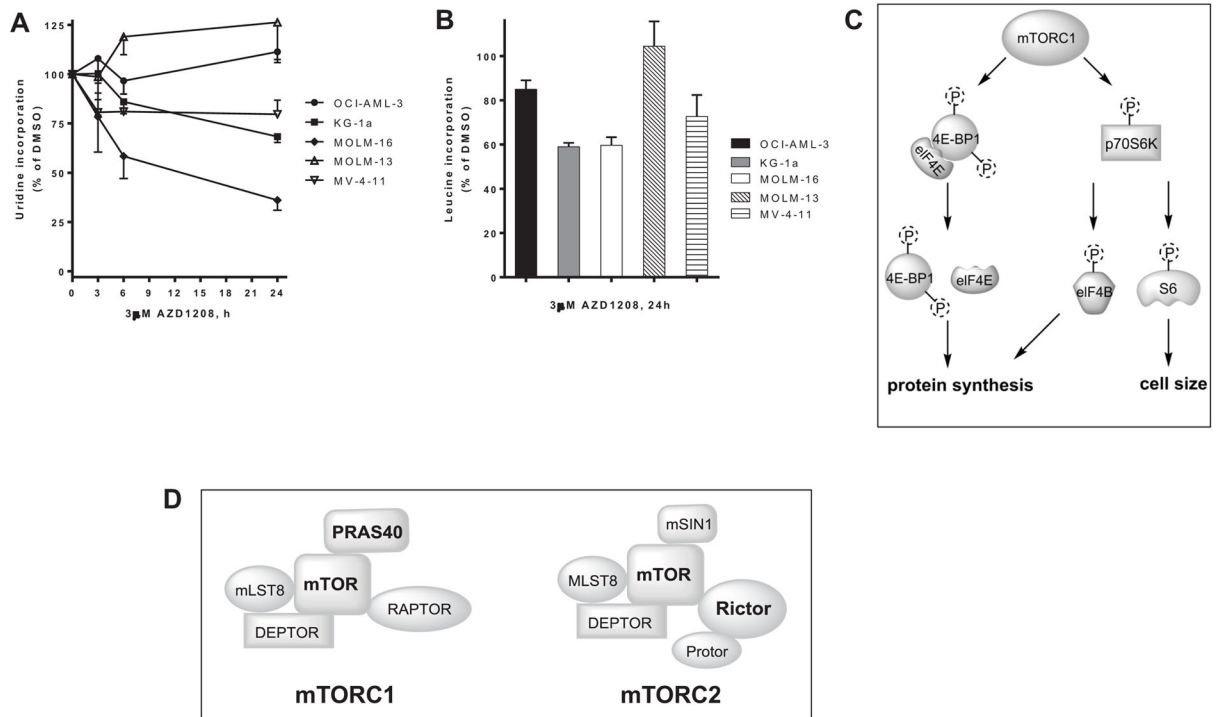 A
Uridine incorporation
(% of DMSO)
125
100
75
50
25
0
0 3 6 9 12 15 18 21 24
3μM AZD1208, h
OCI-AML-3
KG-1a
MOLM-16
MOLM-13
MV-4-11
B
Leucine incorporation
(% of DMSO)
100
80
60
40
20
0
3μM AZD1208, 24h
OCI-AML-3
KG-1a
MOLM-16
MOLM-13
MV-4-11
C
mTORC1
P
4E-BP1
eIF4E
P
P
p70S6K
P
4E-BP1
P
eIF4E
P
eIF4B
P
S6
protein synthesis
cell size
D
PRAS40
mTOR
mLST8
RAPTOR
DEPTOR
mTORC1
mSIN1
mTOR
MLST8
Rictor
DEPTOR
Protor
mTORC2